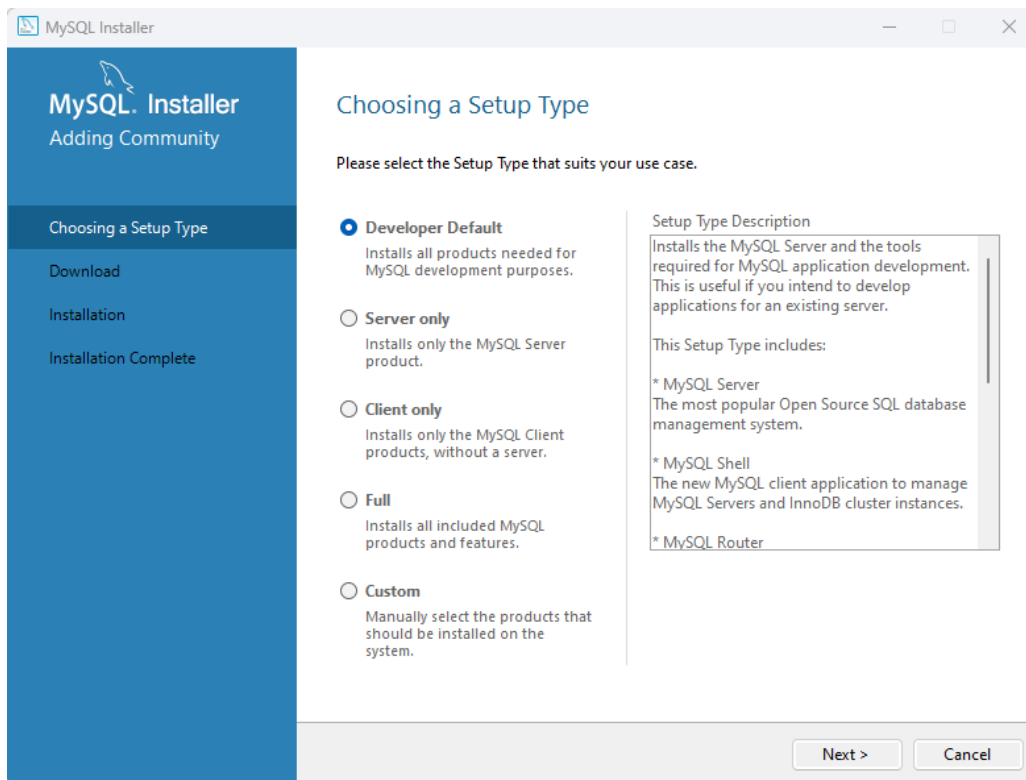 MySQL Installer
MySQL. Installer
Adding Community
Choosing a Setup Type
Download
Installation
Installation Complete
Choosing a Setup Type
Please select the Setup Type that suits your use case.
Developer Default
Installs all products needed for
MySQL development purposes.
Server only
Installs only the MySQL Server
product.
Client only
Installs only the MySQL Client
products, without a server.
Full
Installs all included MySQL
products and features.
Custom
Manually select the products that
should be installed on the
system.
Setup Type Description
Installs the MySQL Server and the tools
required for MySQL application development.
This is useful if you intend to develop
applications for an existing server.
This Setup Type includes:
* MySQL Server
The most popular Open Source SQL database
management system.
* MySQL Shell
The new MySQL client application to manage
MySQL Servers and InnoDB cluster instances.
* MySQL Router
Next >
Cancel